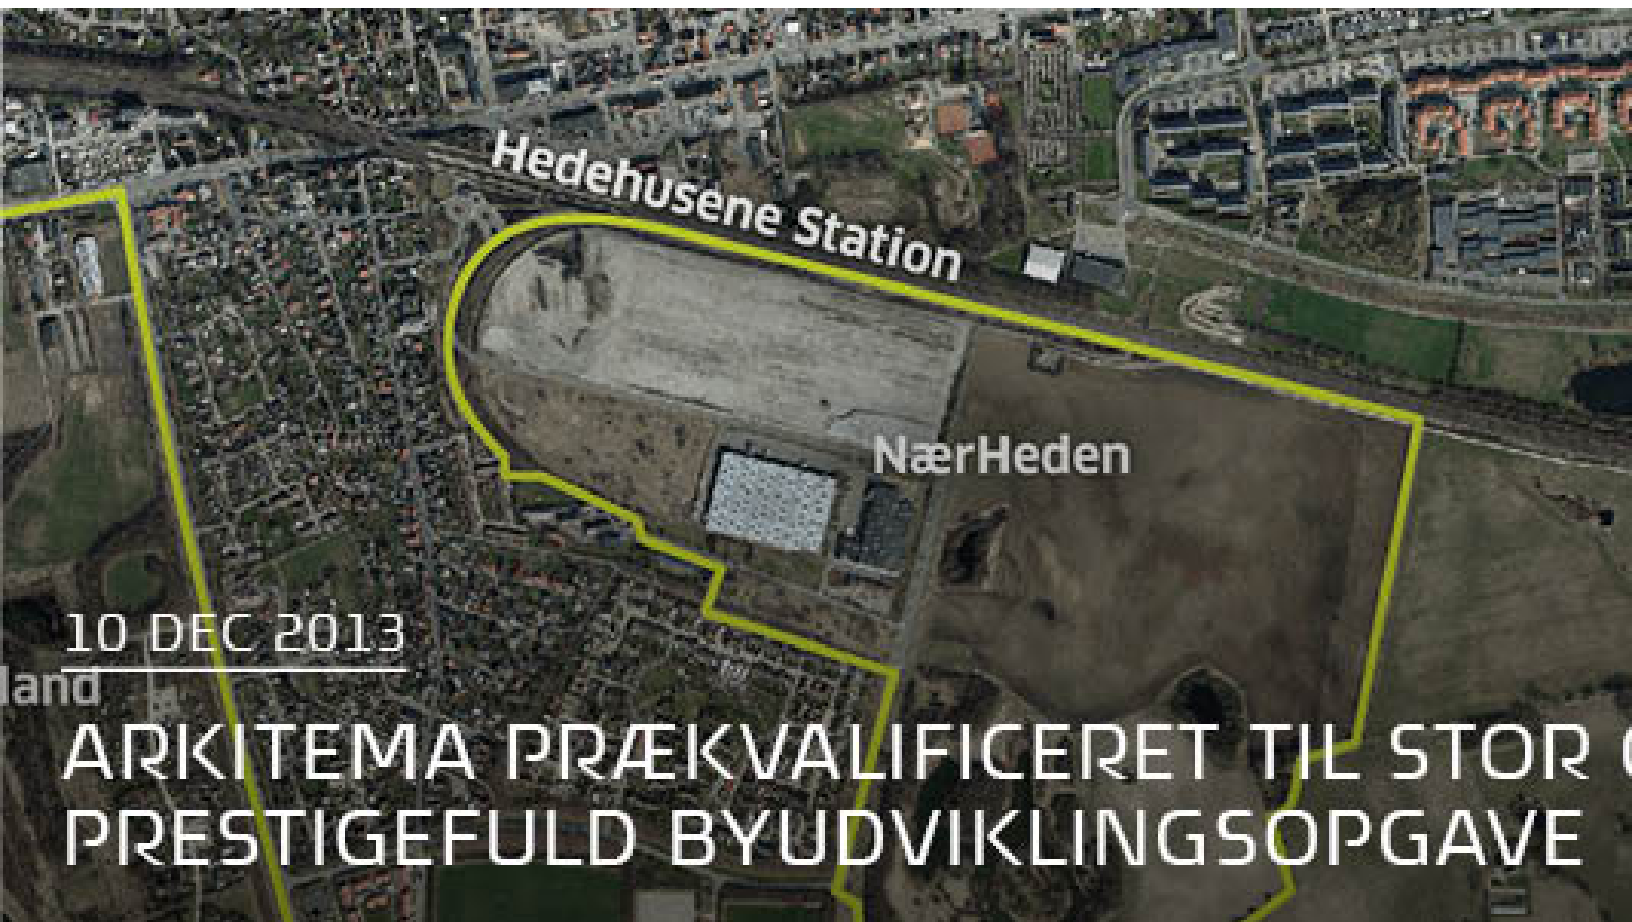 Hedehusene Station
NærHeden
10 DEC 2013
land
ARKITEMA PRÆKVALIFICERET TIL STOR
PRESTIGEFULD BYUDVIKLINGSOPGAVE